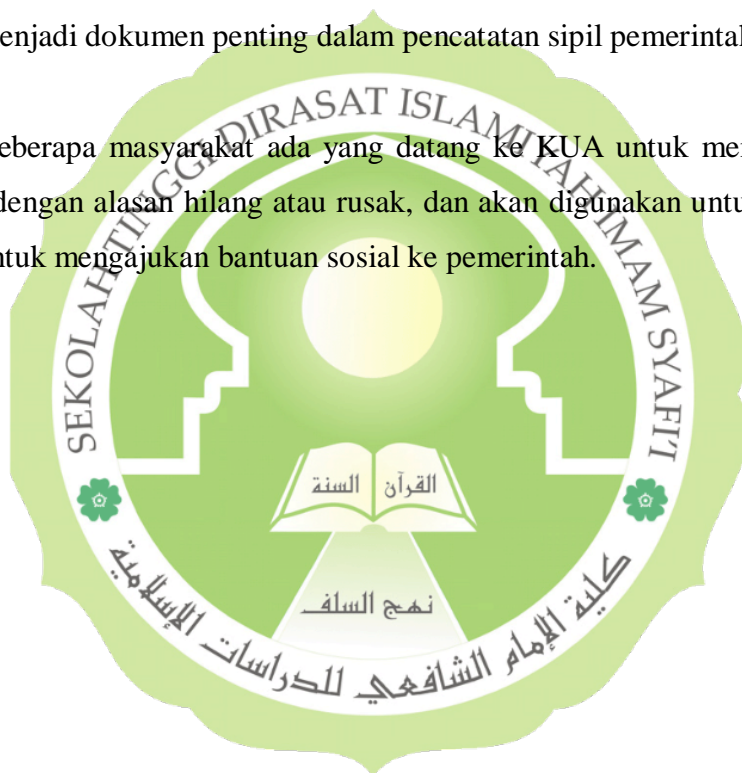 enjadi dokumen penting dalam pencatatan sipil pemerintah
eberapa masyarakat ada yang datang ke KUA untuk mer
dengan alasan hilang atau rusak, dan akan digunakan untu
ntuk mengajukan bantuan sosial ke pemerintah.
SEKOLAH TINGGI DIRASAT ISLAMIYAH IMAM SYAFI'I
السنة القرآن
نهج السلف
كلية الإمام الشافعي للدراسات الإسلامية